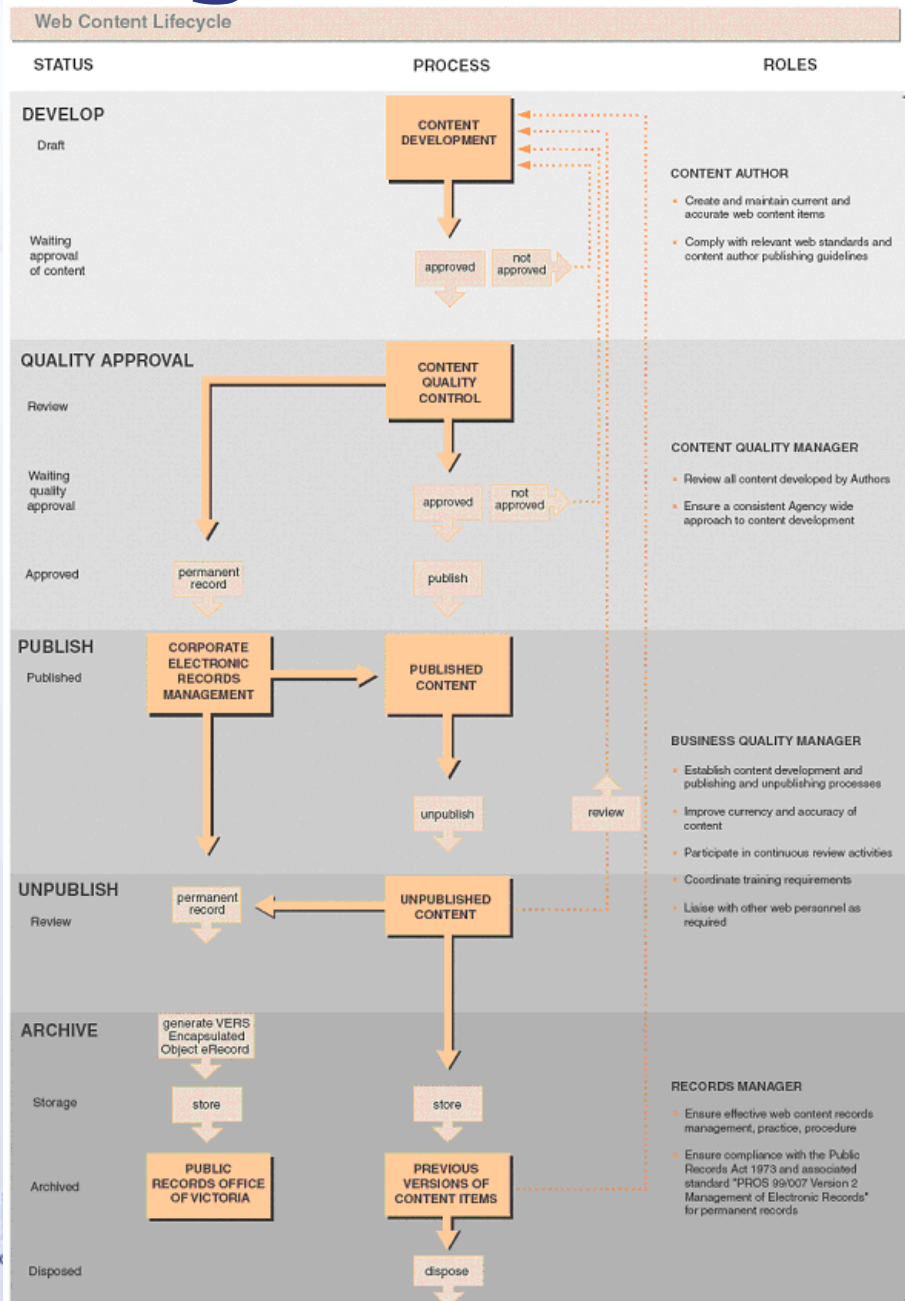 Web Content Lifecycle
STATUS
PROCESS
ROLES
DEVELOP
Draft
Waiting
approval
of content
CONTENT
DEVELOPMENT
approved
not
approved
CONTENT AUTHOR
Create and maintain current and
accurate web content items
Comply with relevant web standards and
content author publishing guidelines
QUALITY APPROVAL
Review
Waiting
quality
approval
Approved
CONTENT
QUALITY
CONTROL
approved
not
approved
permanent
record
publish
CONTENT QUALITY MANAGER
Review all content developed by Authors
Ensure a consistent Agency wide
approach to content development
PUBLISH
Published
CORPORATE
ELECTRONIC
RECORDS
MANAGEMENT
PUBLISHED
CONTENT
unpublish
review
BUSINESS QUALITY MANAGER
Establish content development and
publishing and unpublishing processes
Improve currency and accuracy of
content
Participate in continuous review activities
Coordinate training requirements
Liaise with other web personnel as
required
UNPUBLISH
Review
permanent
record
UNPUBLISHED
CONTENT
ARCHIVE
Storage
Archived
Disposed
generate VERS
Encapsulated
Object eRecord
store
store
PUBLIC
RECORDS OFFICE
OF VICTORIA
PREVIOUS
VERSIONS OF
CONTENT ITEMS
dispose
RECORDS MANAGER
Ensure effective web content records
management, practice, procedure
Ensure compliance with the Public
Records Act 1973 and associated
standard "PROS 99/007 Version 2
Management of Electronic Records"
for permanent records